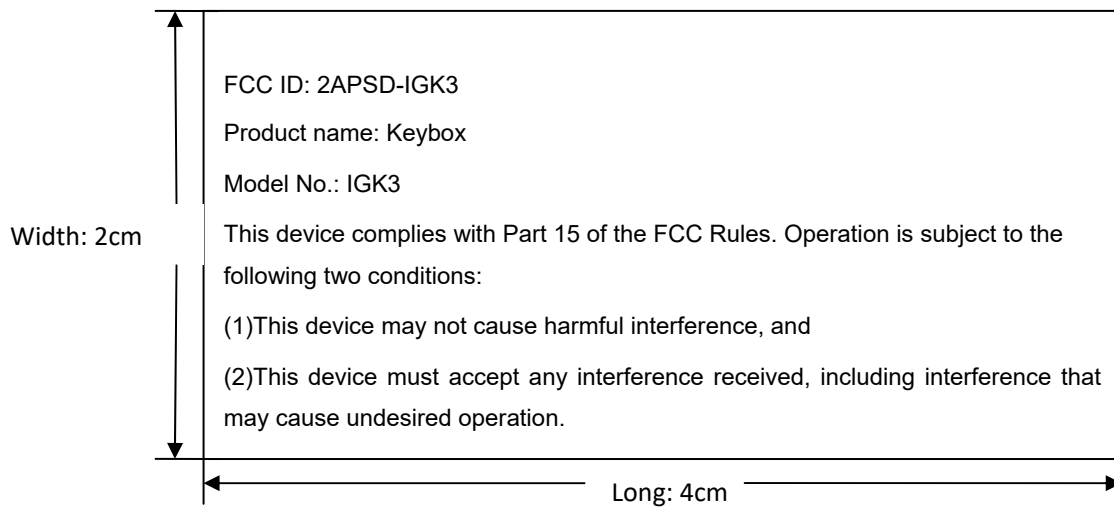 FCC ID: 2APSD-IGK3
Product name: Keybox
Model No.: IGK3
Width: 2cm
This device complies with Part 15 of the FCC Rules. Operation is subject to the
following two conditions:
(1)This device may not cause harmful interference, and
(2)This device must accept any interference received, including interference that
may cause undesired operation.
Long: 4cm